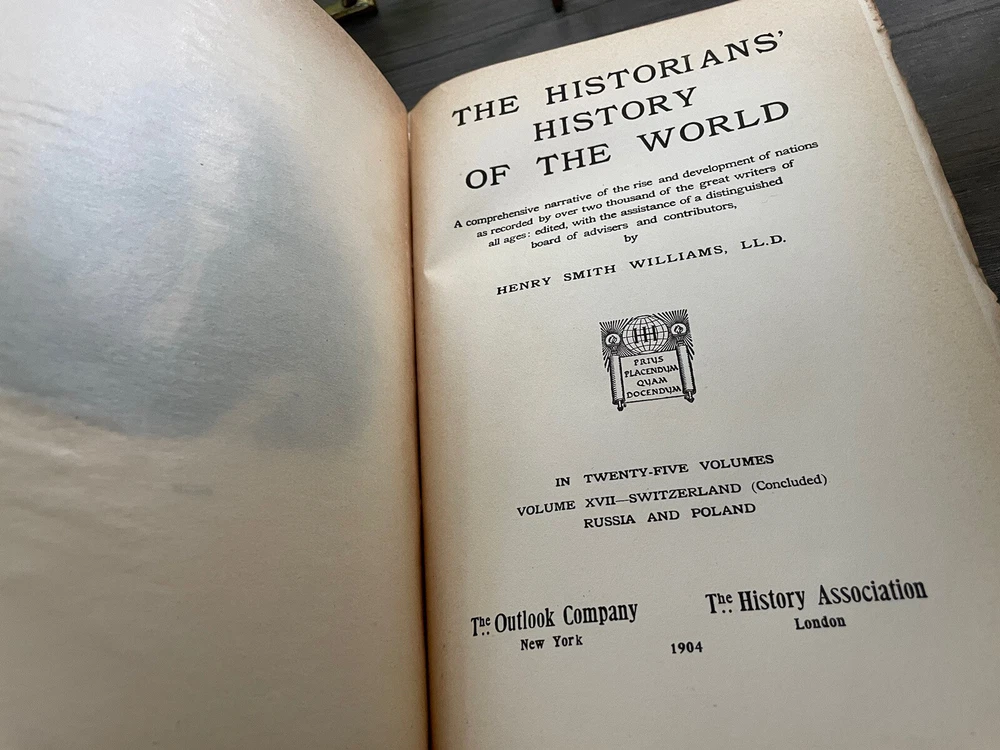 THE HISTORIANS'
HISTORY
OF THE WORLD
A comprehensive narrative of the rise and development of nations
as recorded by over two thousand of the great writers of
all ages: edited, with the assistance of a distinguished
board of advisers and contributors,
by
HENRY SMITH WILLIAMS, LL.D.
HH
PRIUS
PLACENDUM
QUAM
DOCENDUM
IN TWENTY-FIVE VOLUMES
VOLUME XVII—SWITZERLAND (Concluded)
RUSSIA AND POLAND
The Outlook Company
New York
The History Association
London
1904